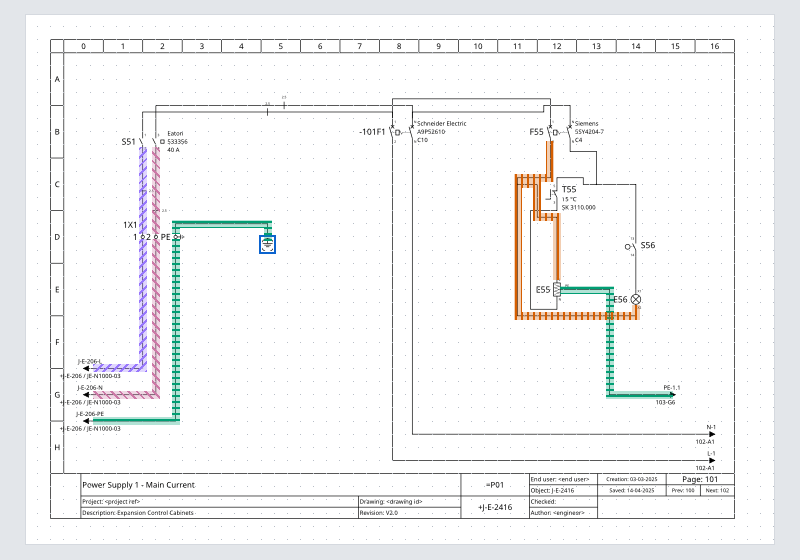 0 1 2 3 4 5 6 7 8 9 10 11 12 13 14 15 16
A
B
C
D
E
F
G
H
S51
Eatori
533356
40 A
-101F1
Schneider Electric
A9P52610
C10
F55
Siemens
5SY4204-7
C4
T55
15 °C
SK 3110.000
1X1
1 2 PE
S56
E55
E56
J-E-206-L
+J-E-206 / JE-N1000-03
J-E-206-N
+J-E-206 / JE-N1000-03
J-E-206-PE
+J-E-206 / JE-N1000-03
PE-1.1
103-G6
N-1
102-A1
L-1
102-A1
Power Supply 1 - Main Current
Project: <project ref>
Description: Expansion Control Cabinets
Drawing: <drawing id>
Revision: V2.0
=P01
+J-E-2416
End user: <end user>
Object: J-E-2416
Checked:
Author: <enginesr>
Creation: 03-03-2025
Saved: 14-04-2025
Page: 101
Prev: 100
Next: 102